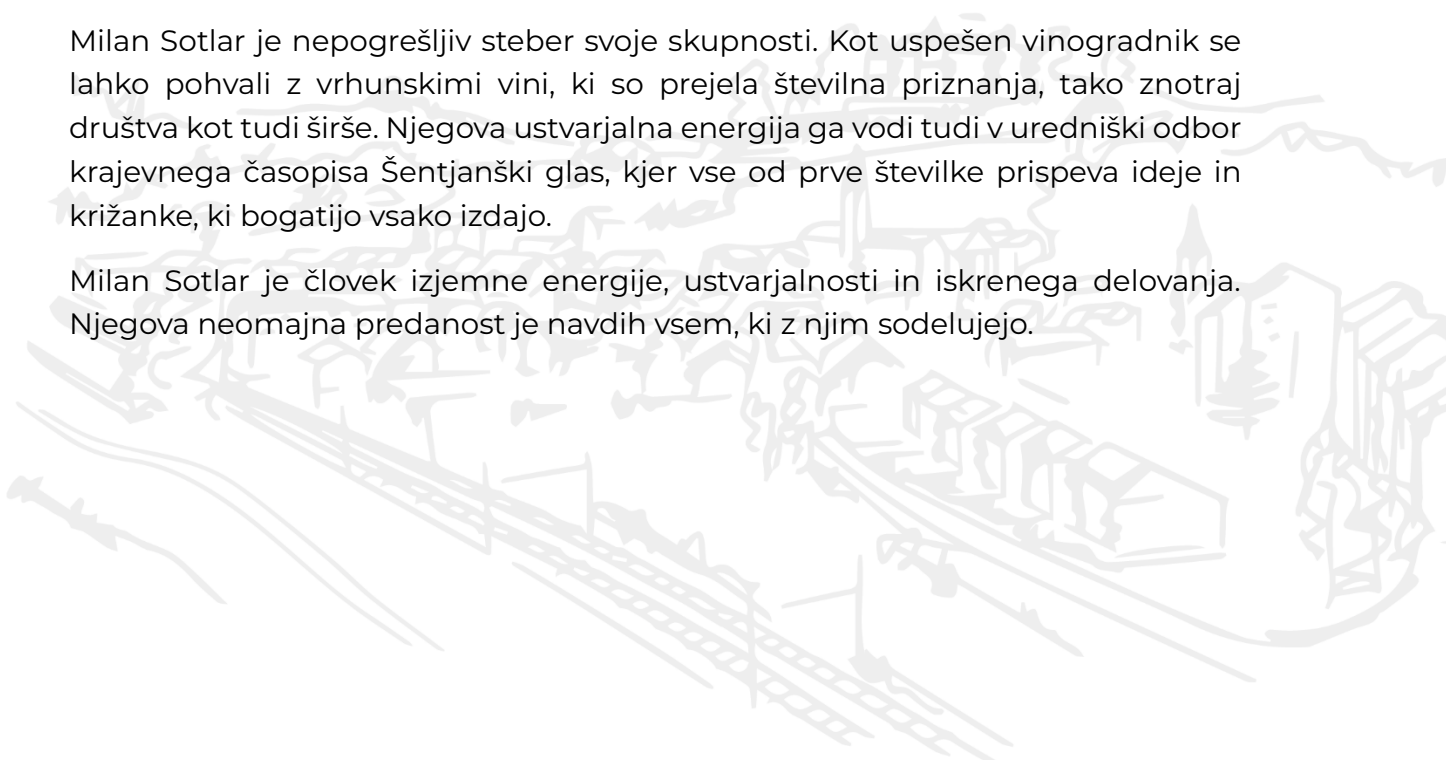 Milan Sotlar je nepogrešljiv steber svoje skupnosti. Kot uspešen vinogradnik se
lahko pohvali z vrhunskimi vini, ki so prejela številna priznanja, tako znotraj
društva kot tudi širše. Njegova ustvarjalna energija ga vodi tudi v uredniški odbor
krajevnega časopisa Šentjanški glas, kjer vse od prve številke prispeva ideje in
križanke, ki bogatijo vsako izdajo.
Milan Sotlar je človek izjemne energije, ustvarjalnosti in iskrenega delovanja.
Njegova neomajna predanost je navdih vsem, ki z njim sodelujejo.